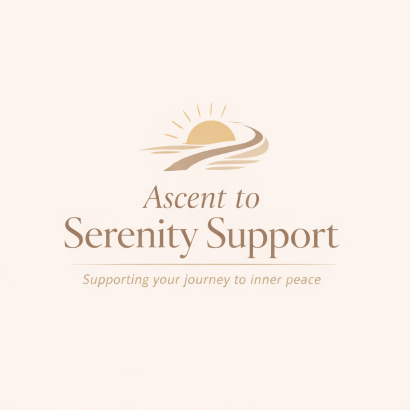 Ascent to
Serenity Support
Supporting your journey to inner peace